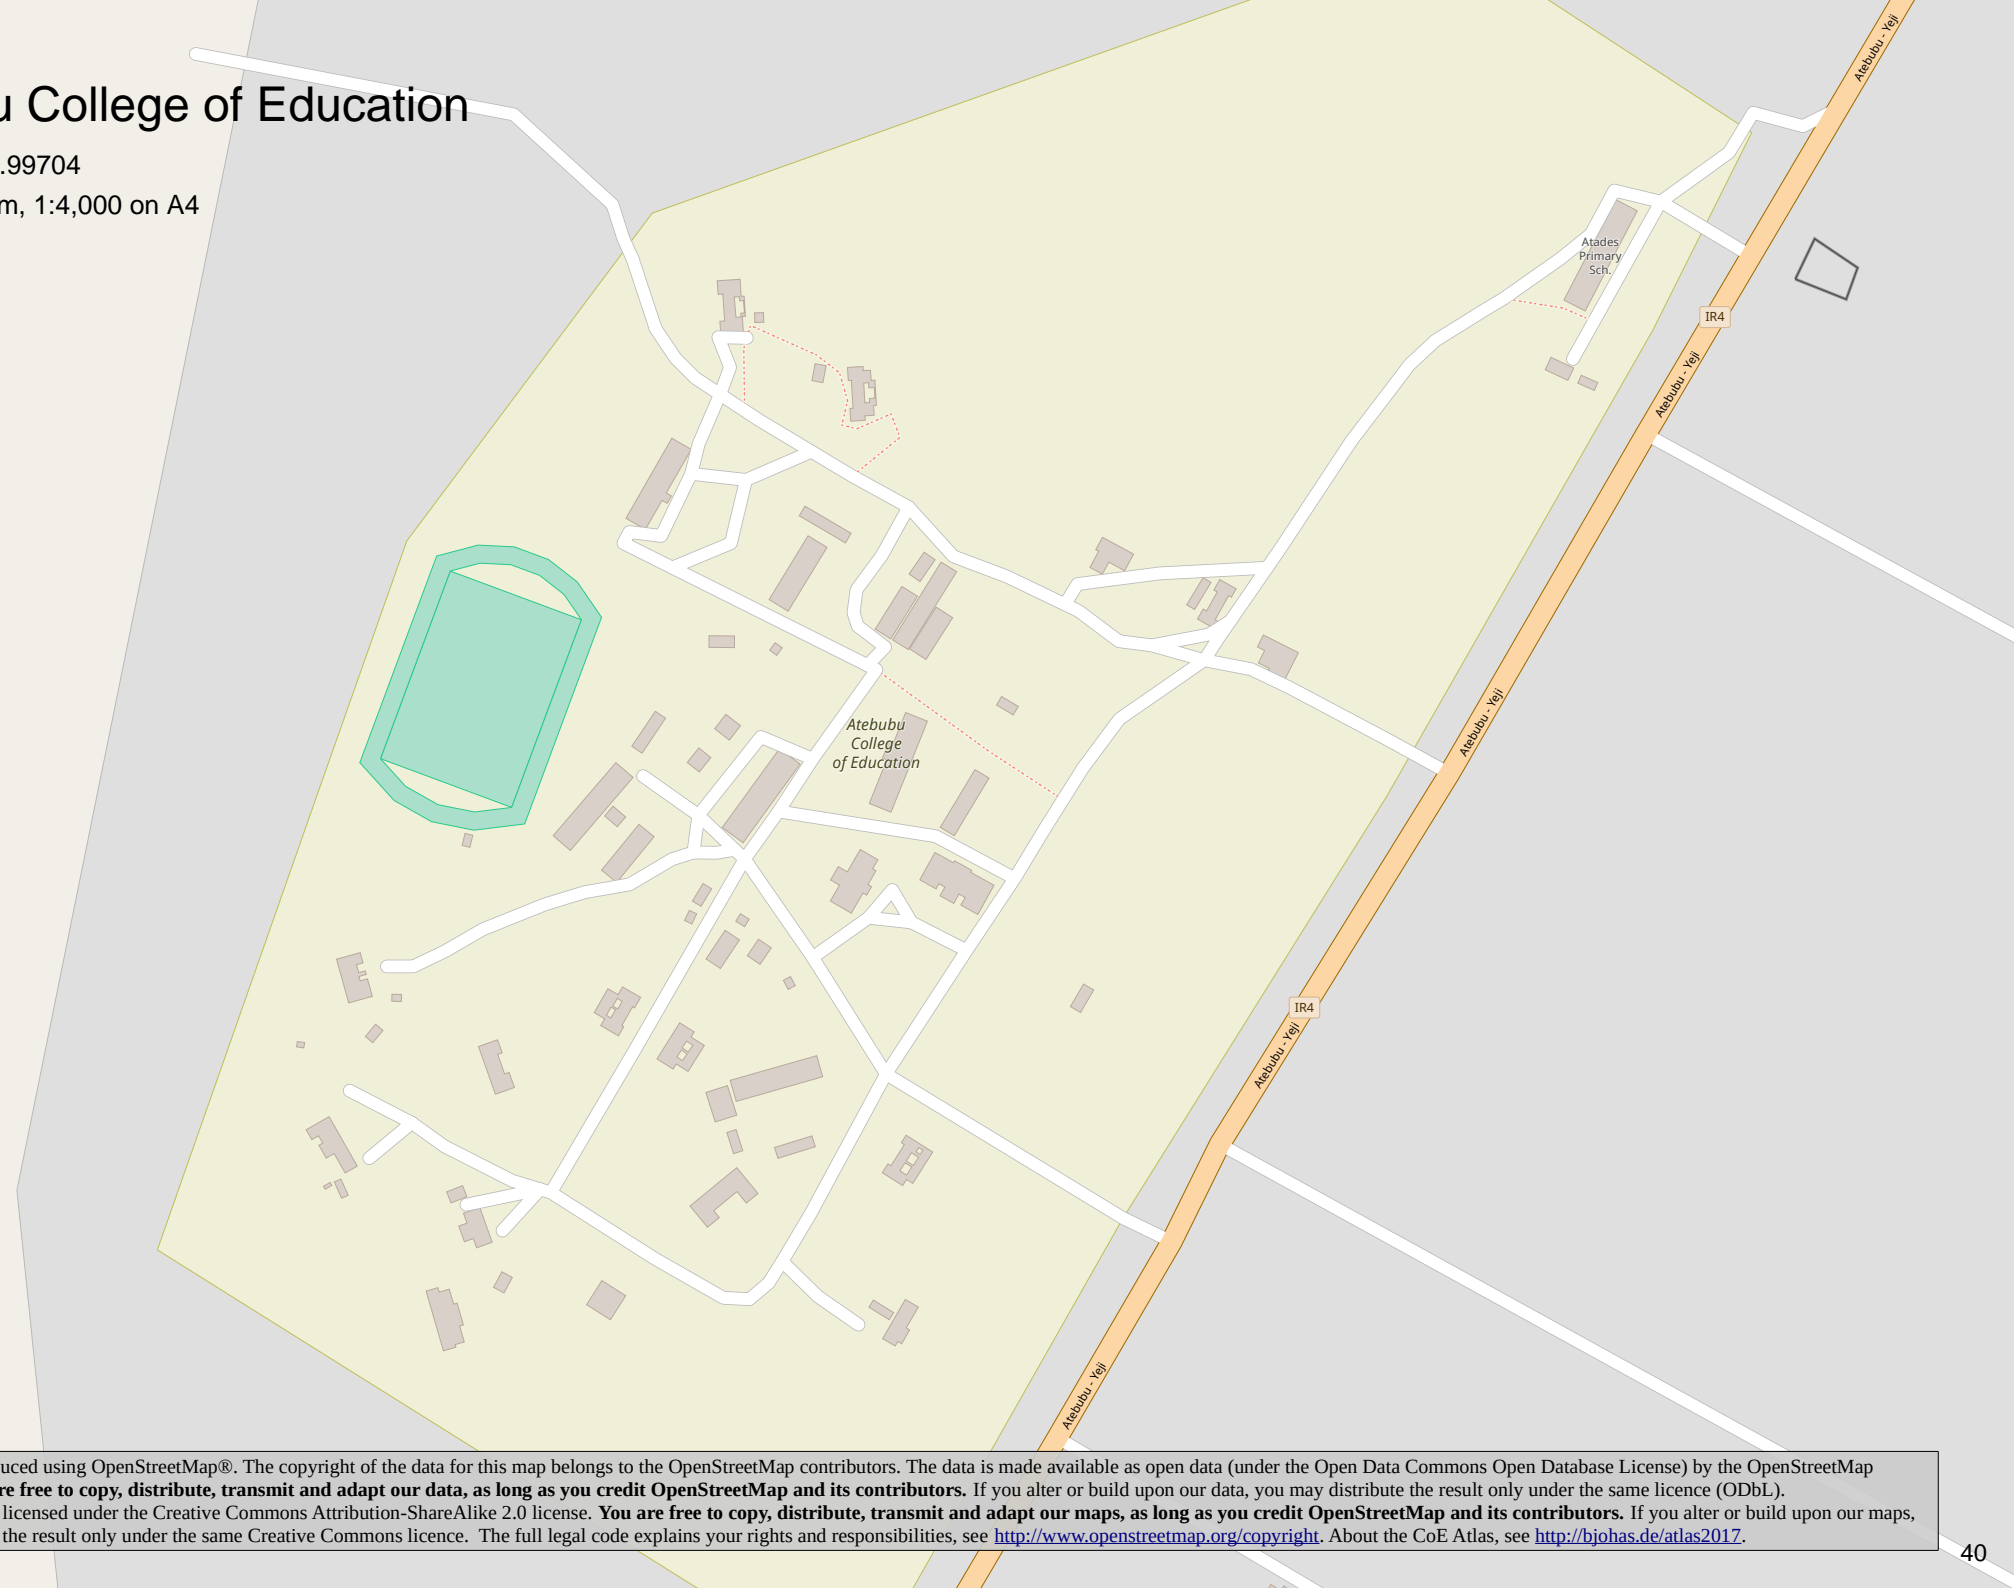 u College of Education
.99704
m, 1:4,000 on A4
Atebubu - Yeji
Atades
Primary
Sch.
IR4
Atebubu - Yeji
Atebubu - Yeji
Atebubu
College
of Education
IR4
Atebubu - Yeji
Atebubu - Yeji
uced using OpenStreetMap®. The copyright of the data for this map belongs to the OpenStreetMap contributors. The data is made available as open data (under the Open Data Commons Open Database License) by the OpenStreetMap
re free to copy, distribute, transmit and adapt our data, as long as you credit OpenStreetMap and its contributors. If you alter or build upon our data, you may distribute the result only under the same licence (ODbL).
licensed under the Creative Commons Attribution-ShareAlike 2.0 license. You are free to copy, distribute, transmit and adapt our maps, as long as you credit OpenStreetMap and its contributors. If you alter or build upon our maps,
the result only under the same Creative Commons licence. The full legal code explains your rights and responsibilities, see http://www.openstreetmap.org/copyright. About the CoE Atlas, see http://bjohas.de/atlas2017.
40